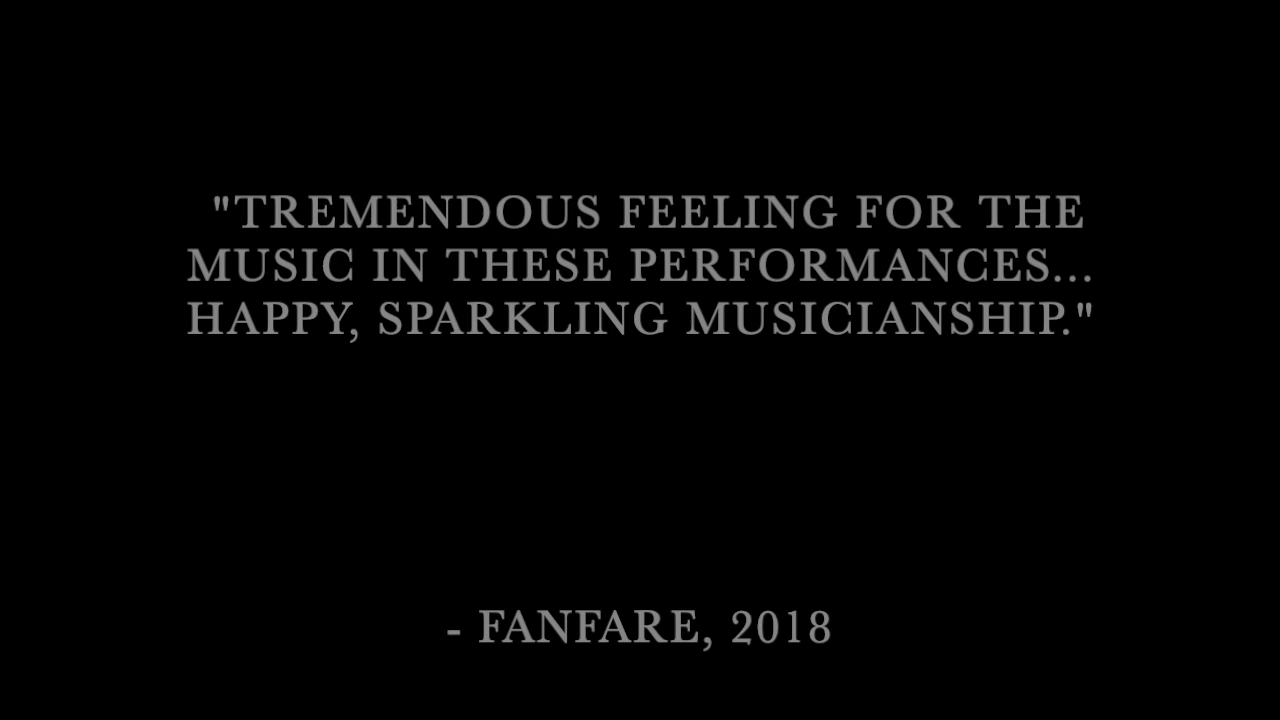 "TREMENDOUS FEELING FOR THE
MUSIC IN THESE PERFORMANCES...
HAPPY, SPARKLING MUSICIANSHIP."
- FANFARE, 2018